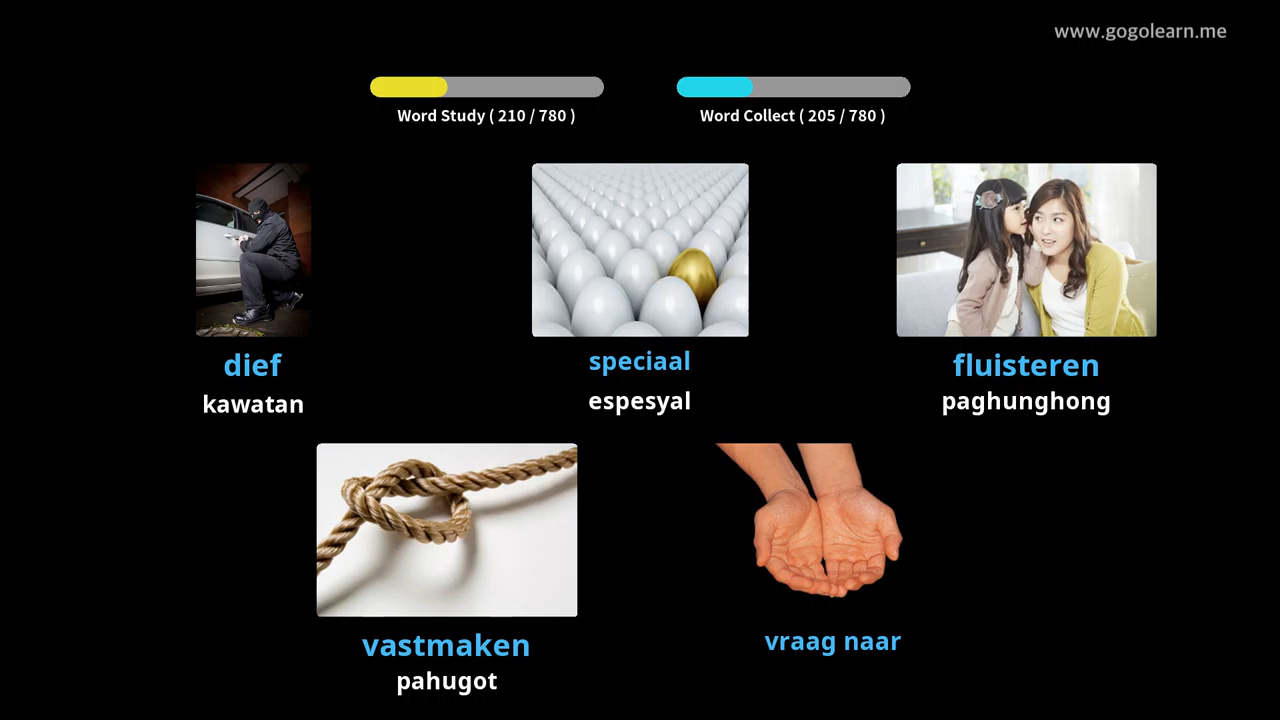 www.gogolearn.me
Word Study ( 210 / 780 )
Word Collect ( 205 / 780 )
dief
kawatan
speciaal
espesyal
fluisteren
paghunghong
vastmaken
pahugot
vraag naar